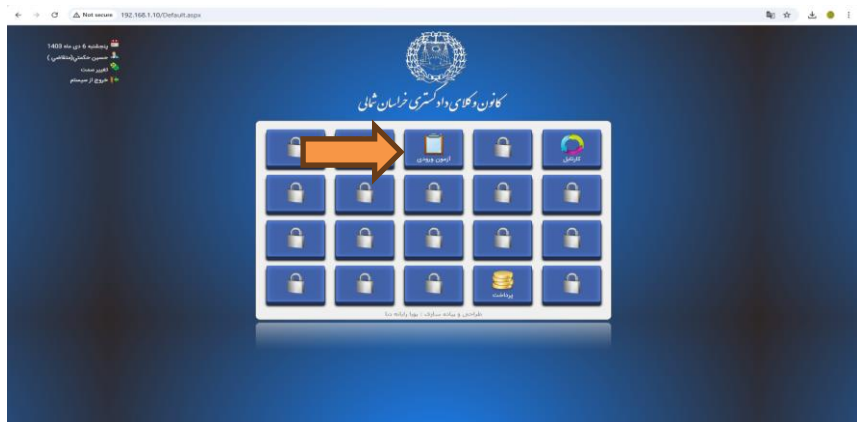 Not secure 192.168.1.10/Default.aspx
پنجشنبه 6 دی ماه 1403
حسین حکمتی(متقاضی)
تغییر سمت
خروج از سیستم
کانون وکلای دادگستری خراسان شمالی
آزمون ورودی
کارتابل
پرداخت
طراحی و پیاده سازی : پویا رایانه دنا